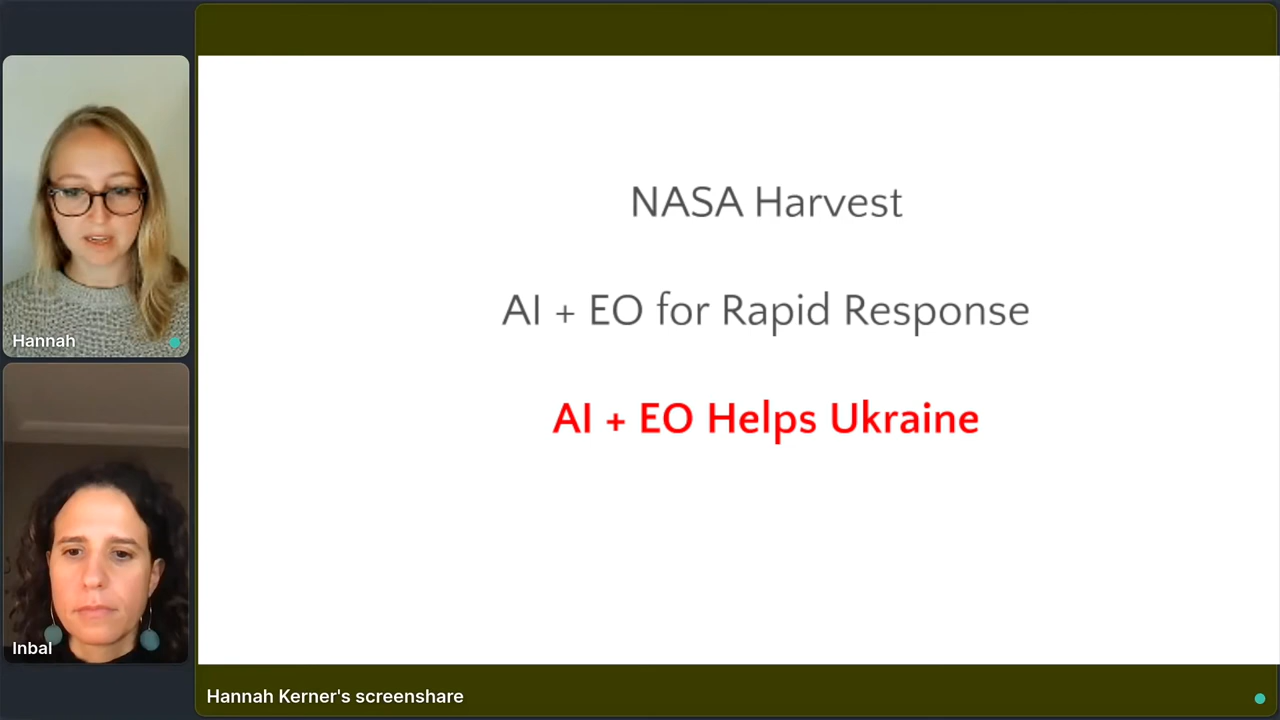 NASA Harvest
AI + EO for Rapid Response
AI + EO Helps Ukraine
Hannah
Inbal
Hannah Kerner's screenshare